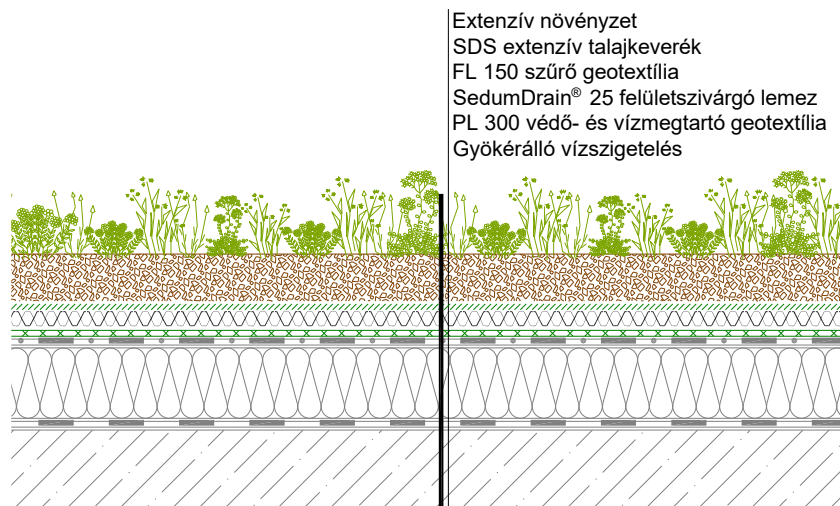 Extenzív növényzet
SDS extenzív talajkeverék
FL 150 szűrő geotextília
SedumDrain® 25 felületszivárgó lemez
PL 300 védő- és vízmegtartó geotextília
Gyökérálló vízszigetelés